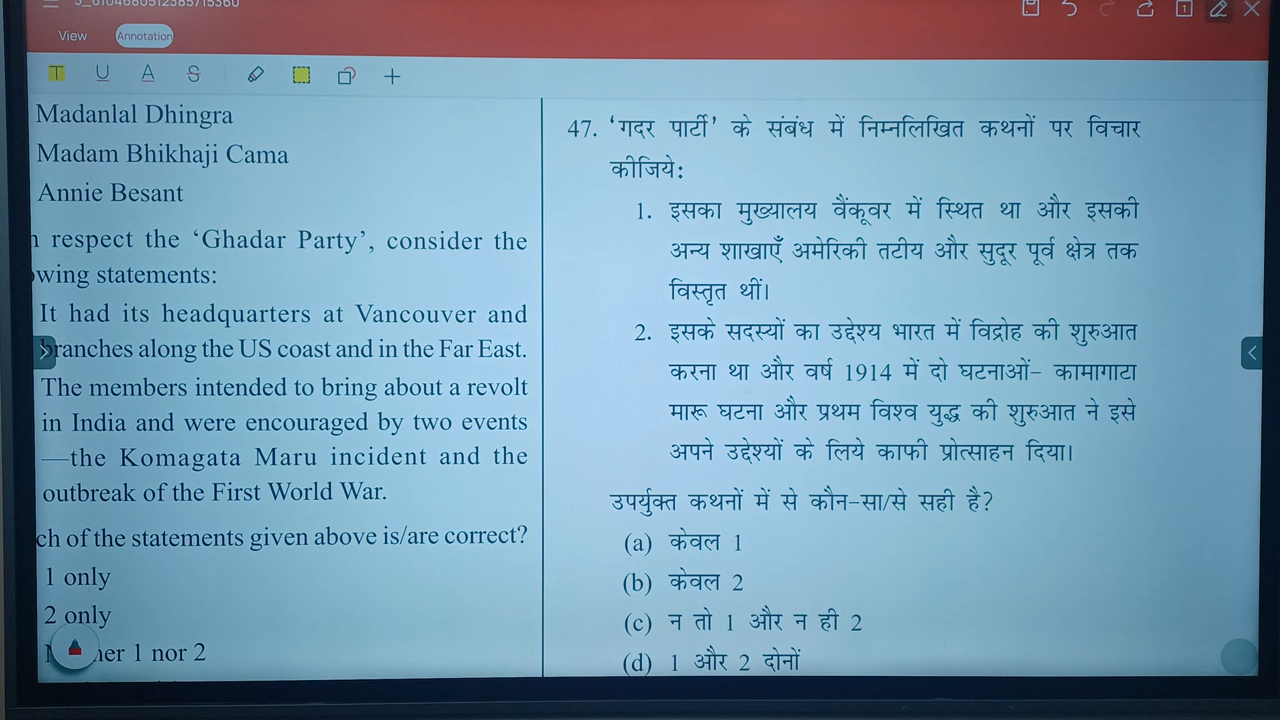 View
Annotation
T U A S
1
Madanlal Dhingra
Madam Bhikhaji Cama
Annie Besant
respect the ‘Ghadar Party’, consider the
wing statements:
It had its headquarters at Vancouver and
branches along the US coast and in the Far East.
The members intended to bring about a revolt
in India and were encouraged by two events
—the Komagata Maru incident and the
outbreak of the First World War.
ch of the statements given above is/are correct?
1 only
2 only
her 1 nor 2
47. ‘गदर पार्टी’ के संबंध में निम्नलिखित कथनों पर विचार
कीजिये:
1. इसका मुख्यालय वैंकूवर में स्थित था और इसकी
अन्य शाखाएँ अमेरिकी तटीय और सुदूर पूर्व क्षेत्र तक
विस्तृत थीं।
2. इसके सदस्यों का उद्देश्य भारत में विद्रोह की शुरुआत
करना था और वर्ष 1914 में दो घटनाओं– कामागाटा
मारू घटना और प्रथम विश्व युद्ध की शुरुआत ने इसे
अपने उद्देश्यों के लिये काफी प्रोत्साहन दिया।
उपर्युक्त कथनों में से कौन-सा/से सही है?
(a) केवल 1
(b) केवल 2
(c) न तो 1 और न ही 2
(d) 1 और 2 दोनों